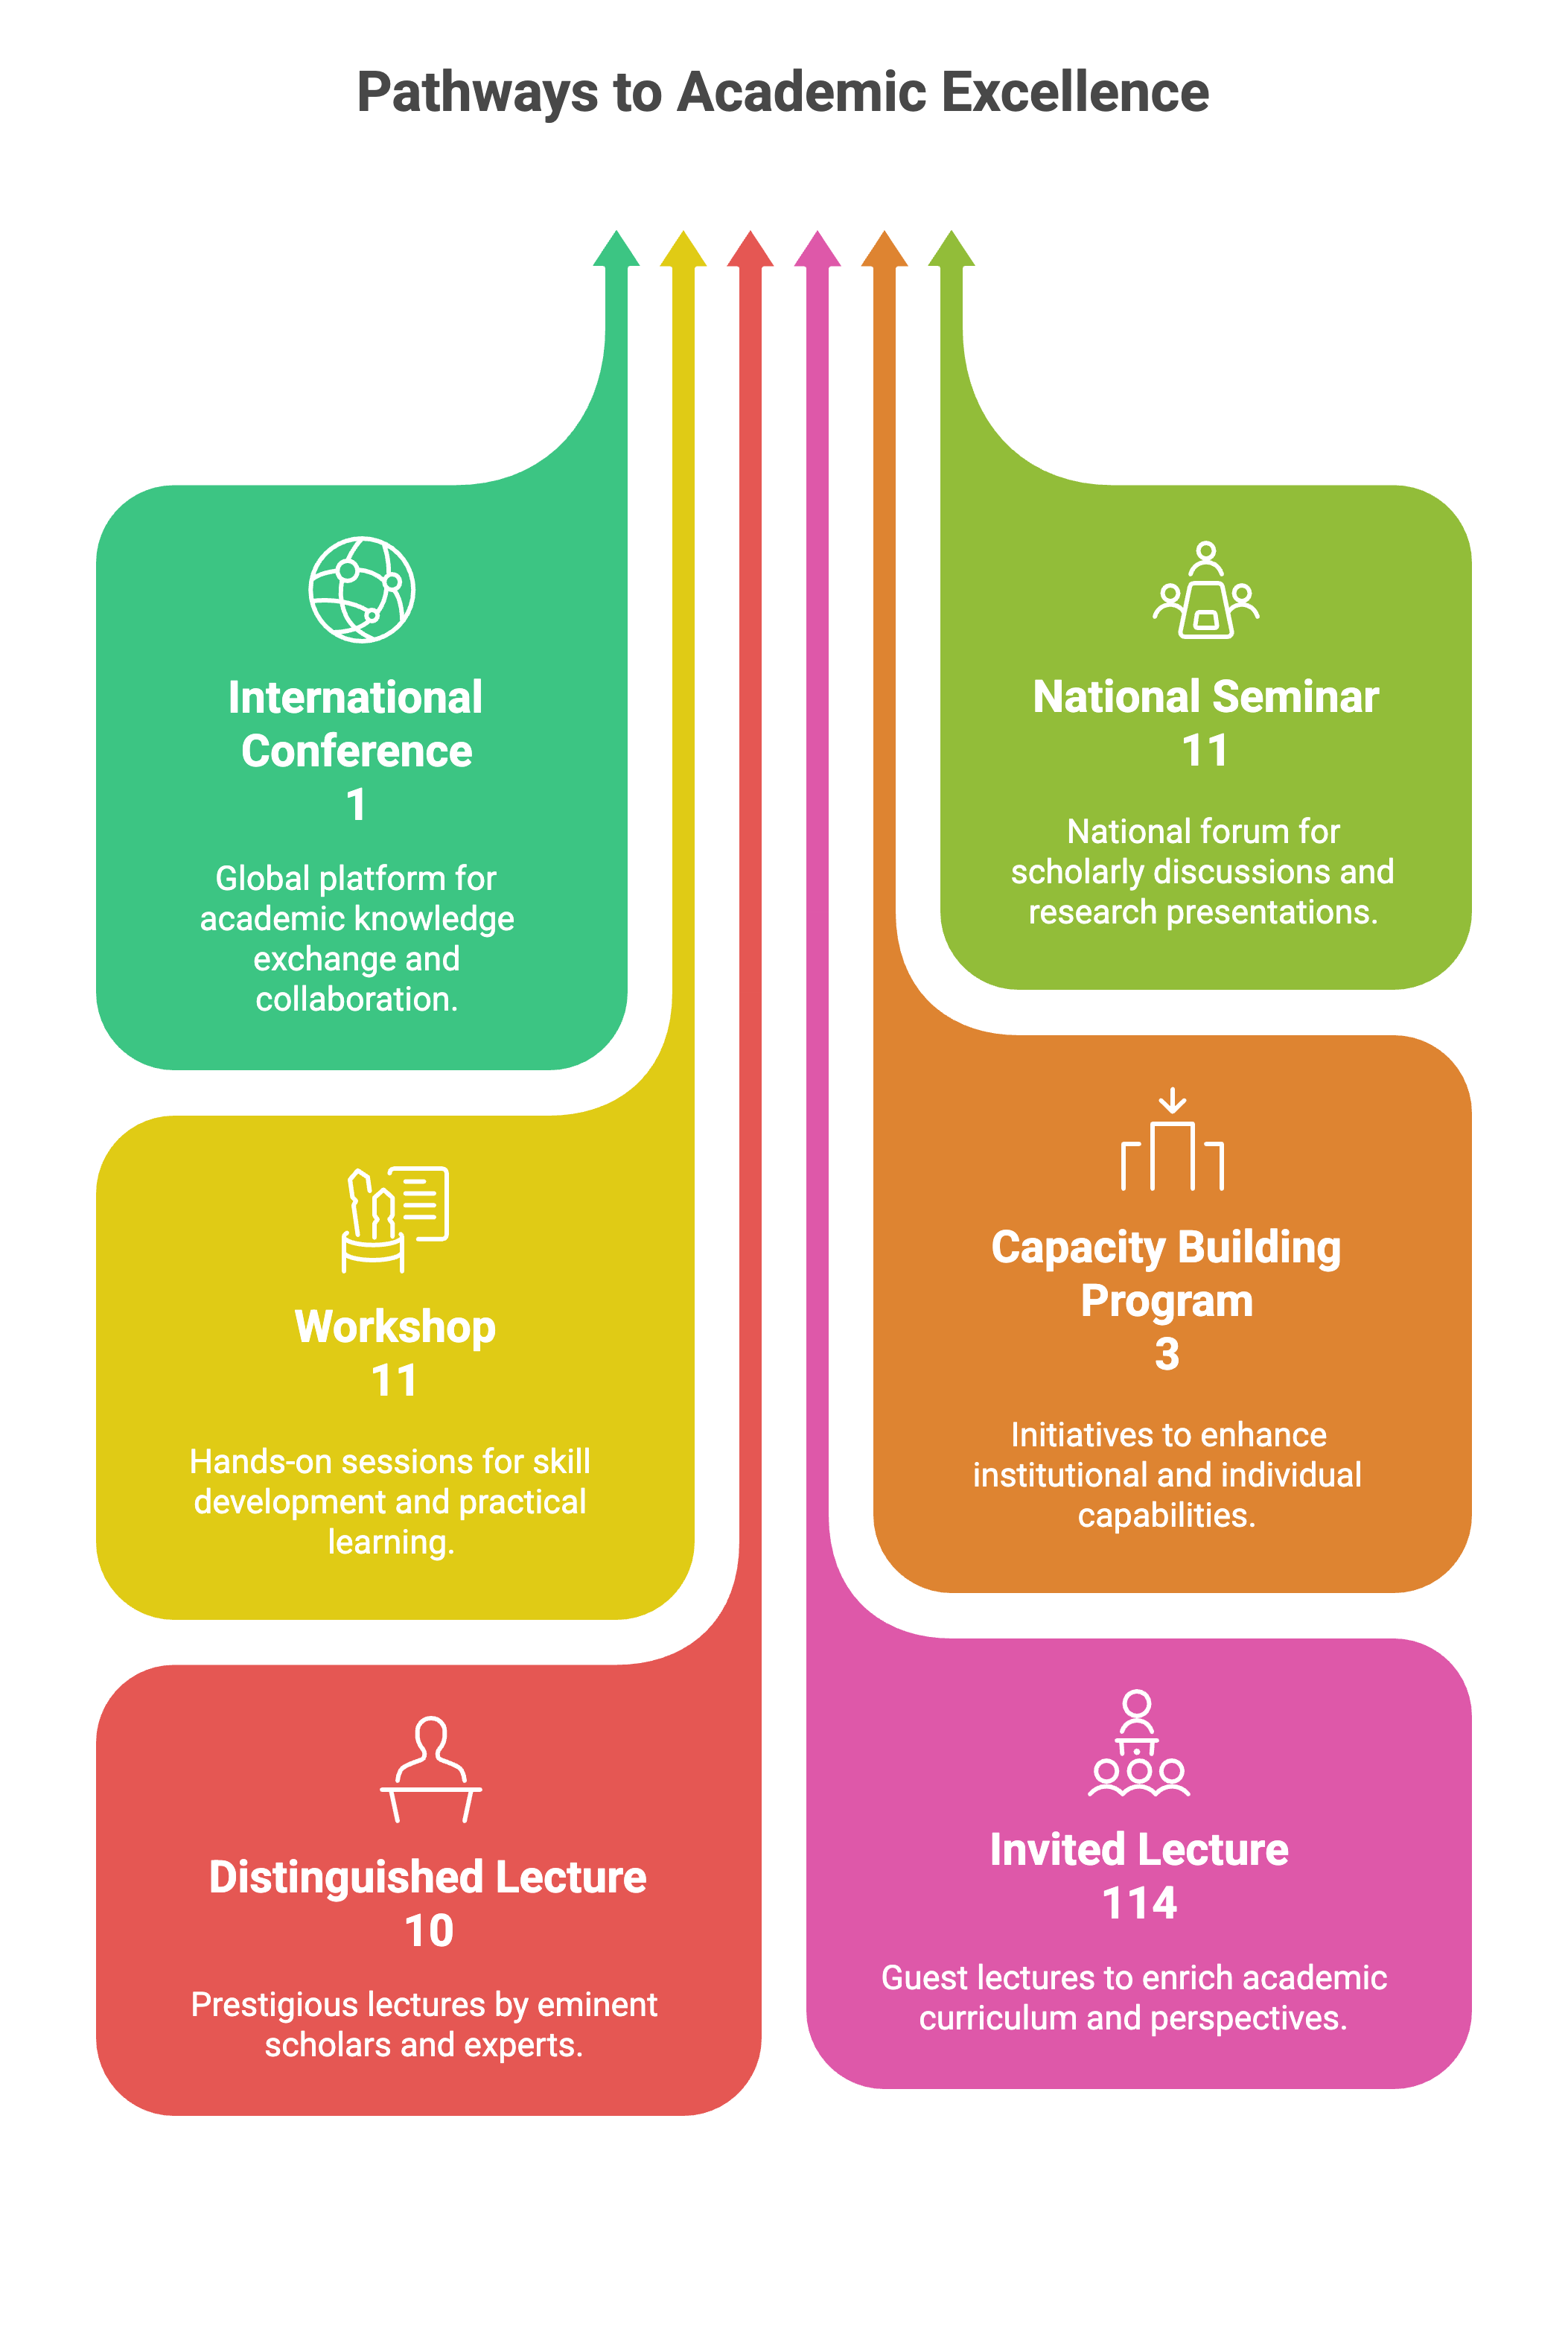 Pathways to Academic Excellence
International
Conference
1
Global platform for
academic knowledge
exchange and
collaboration.
National Seminar
11
National forum for
scholarly discussions and
research presentations.
Workshop
11
Hands-on sessions for skill
development and practical
learning.
Capacity Building
Program
3
Initiatives to enhance
institutional and individual
capabilities.
Distinguished Lecture
10
Prestigious lectures by eminent
scholars and experts.
Invited Lecture
114
Guest lectures to enrich academic
curriculum and perspectives.